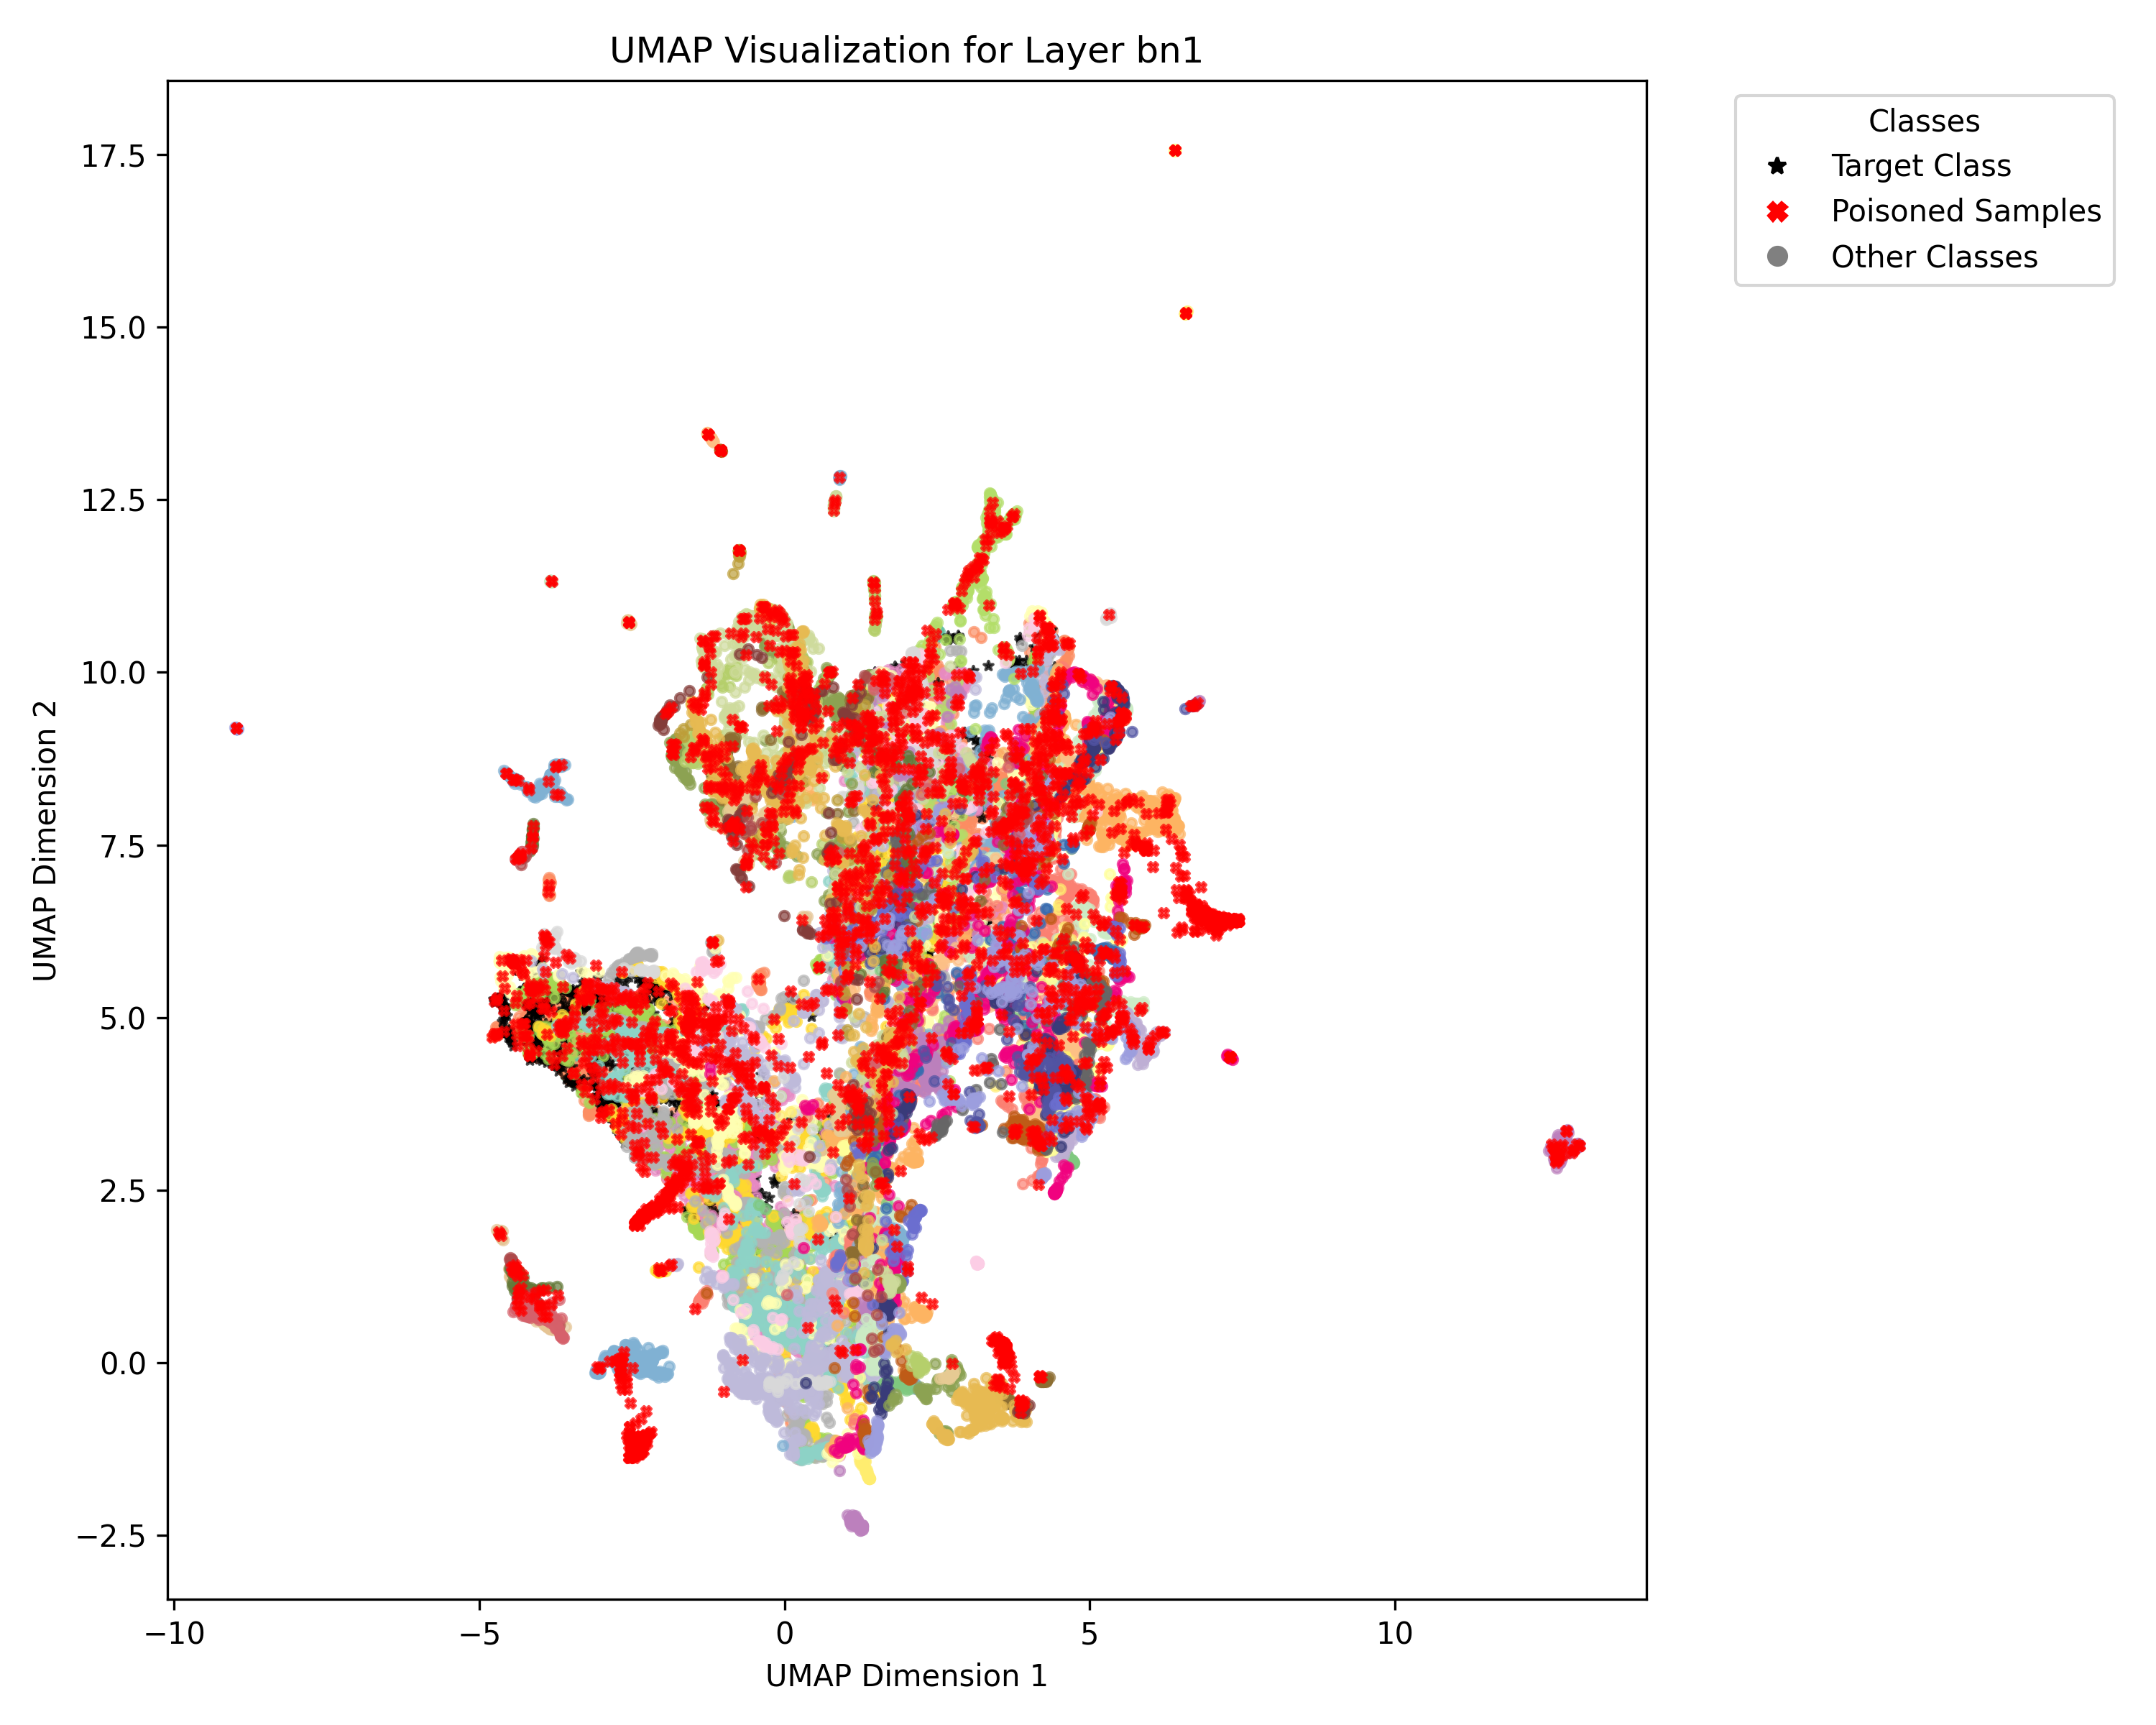 UMAP Visualization for Layer bn1
Classes
Target Class
Poisoned Samples
Other Classes
17.5
15.0
12.5
10.0
7.5
5.0
2.5
0.0
−2.5
UMAP Dimension 2
−10
−5
0
5
10
UMAP Dimension 1